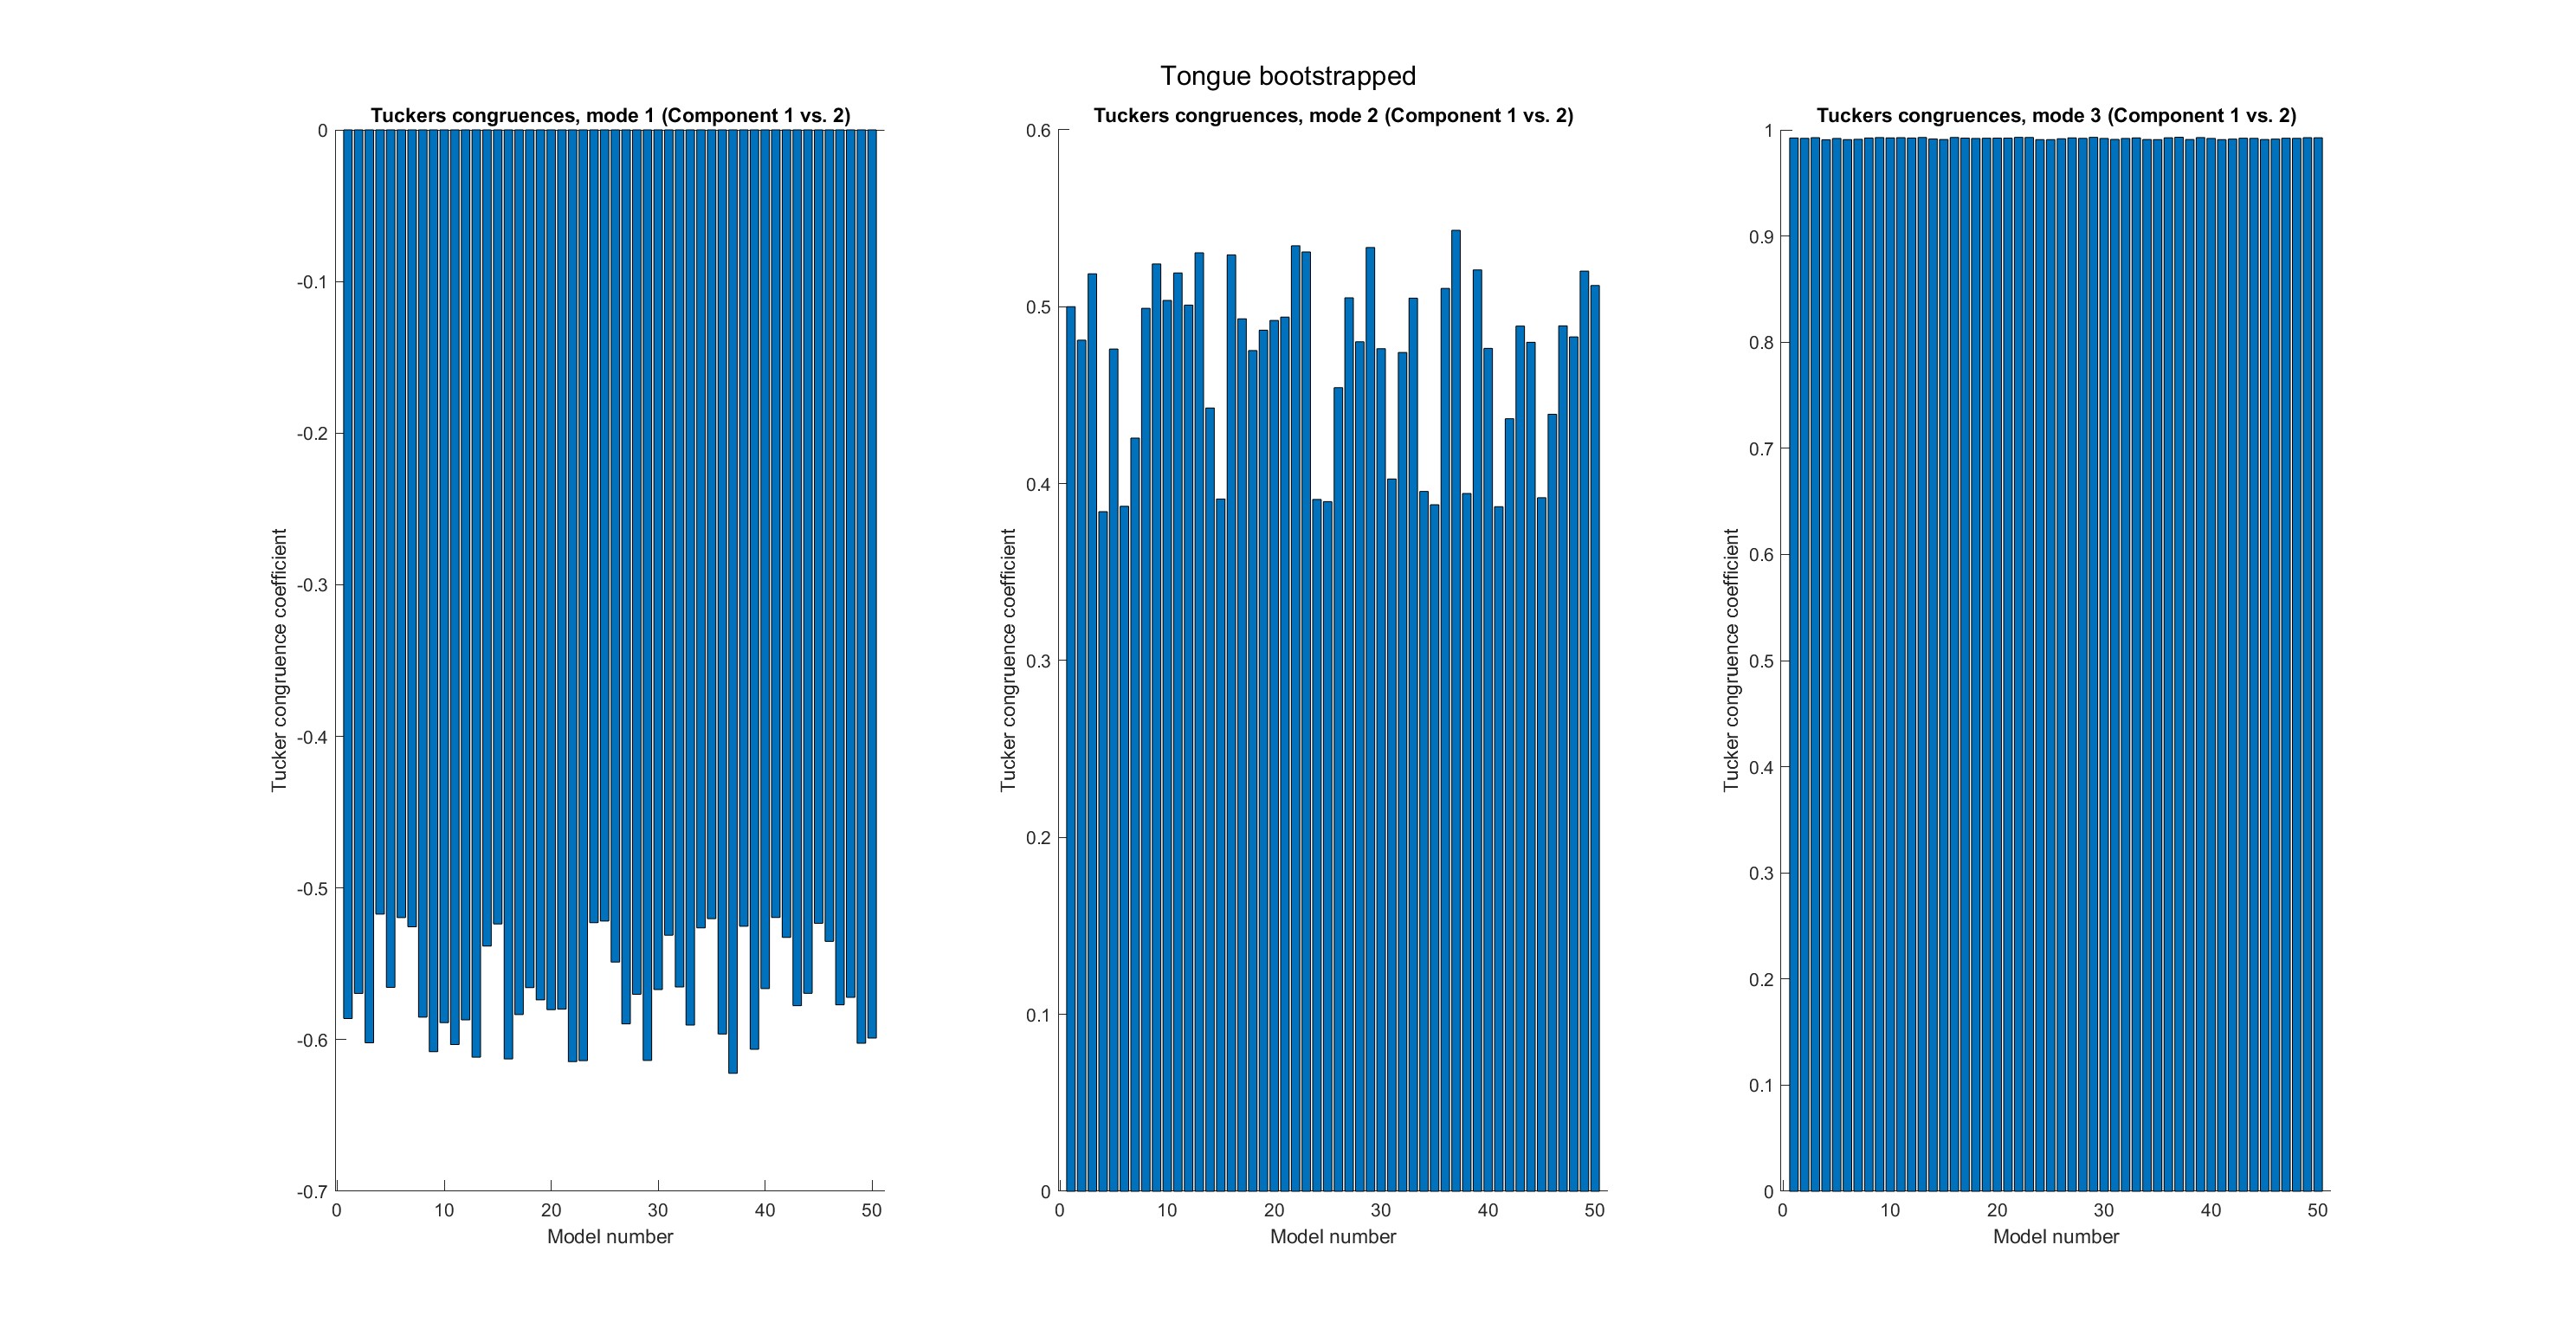 Tongue bootstrapped
Tuckers congruences, mode 1 (Component 1 vs. 2)
0
-0.1
-0.2
-0.3
-0.4
-0.5
-0.6
-0.7
Tucker congruence coefficient
0 10 20 30 40 50
Model number
Tuckers congruences, mode 2 (Component 1 vs. 2)
0.6
0.5
0.4
0.3
0.2
0.1
0
Tucker congruence coefficient
0 10 20 30 40 50
Model number
Tuckers congruences, mode 3 (Component 1 vs. 2)
1
0.9
0.8
0.7
0.6
0.5
0.4
0.3
0.2
0.1
0
Tucker congruence coefficient
0 10 20 30 40 50
Model number